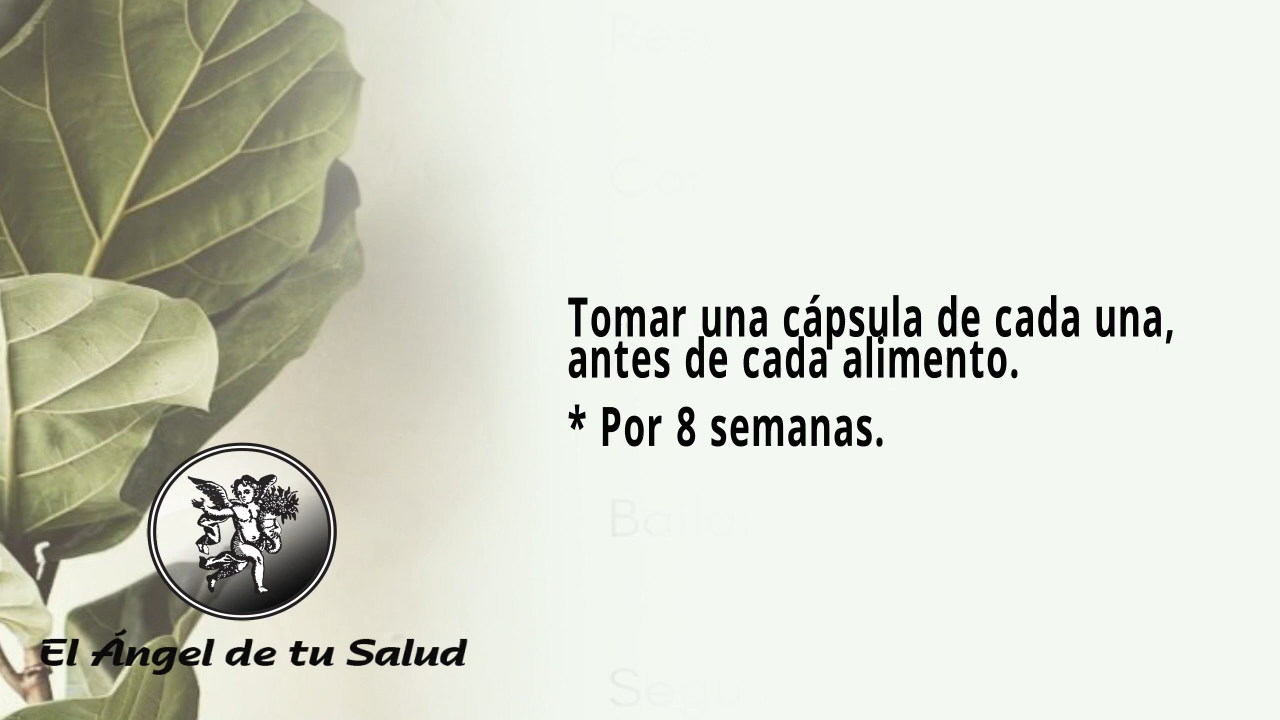 Tomar una cápsula de cada una,
antes de cada alimento.
* Por 8 semanas.
El Ángel de tu Salud